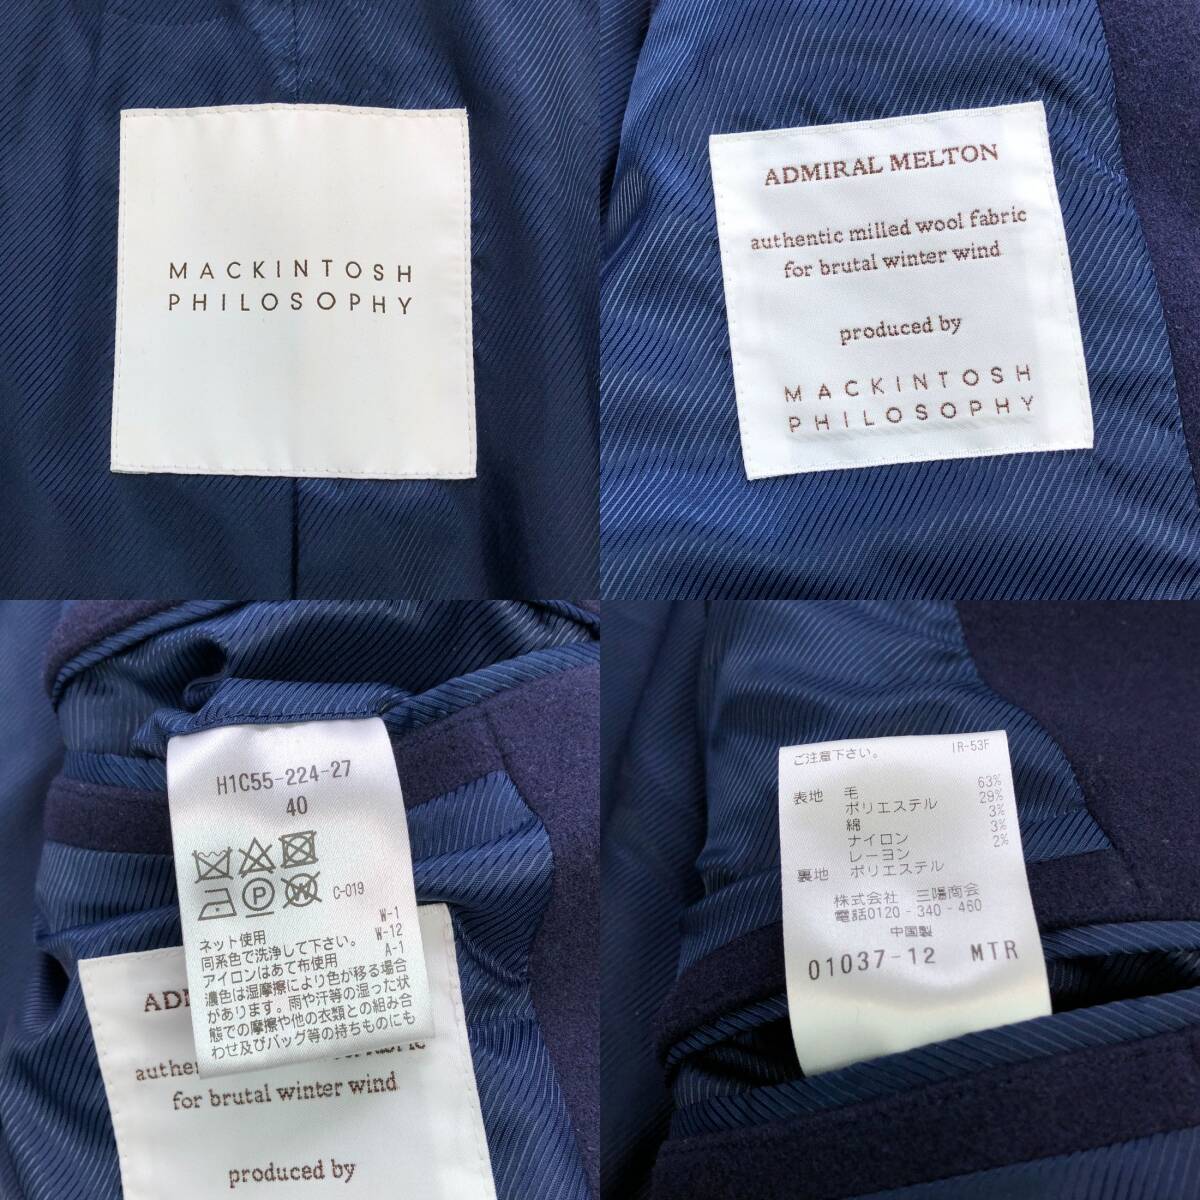 MACKINTOSH
PHILOSOPHY
ADMIRAL MELTON
authentic milled wool fabric
for brutal winter wind
produced by
MACKINTOSH
PHILOSOPHY
H1C55-224-27
40
C-019
W-1
ネット使用 W-12
同系色で洗浄して下さい。 A-1
アイロンはあて布使用
濃色は湿摩擦により色が移る場合
があります。雨や汗等の湿った状
態での摩擦や他の衣類との組み合
わせ及びバッグ等の持ちものにも
for brutal winter wind
produced by
ご注意下さい。 IR-53F
表地 毛 63%
ポリエステル 29%
綿 3%
ナイロン 3%
レーヨン 2%
裏地 ポリエステル
株式会社 三陽商会
電話0120-340-460
中国製
01037-12 MTR